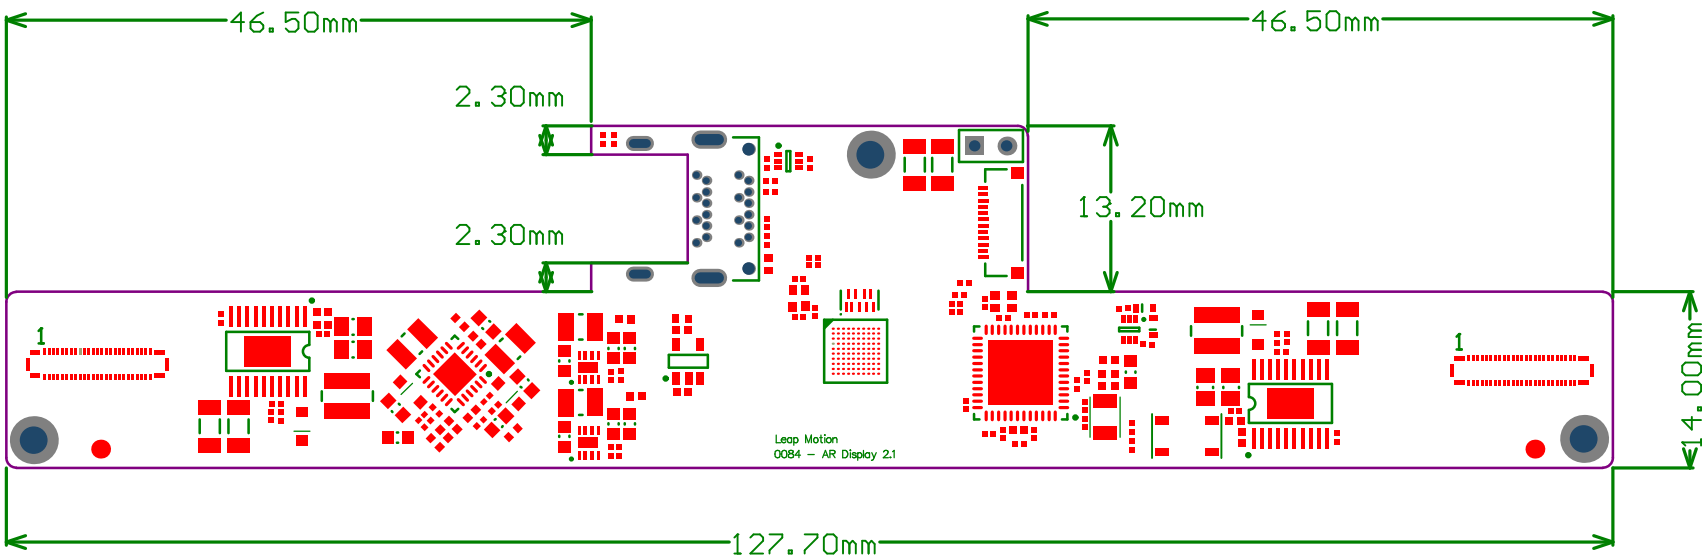 46.50mm
46.50mm
2.30mm
13.20mm
2.30mm
1
1
14.00mm
Leap Motion
0084 - AR Display 2.1
127.70mm